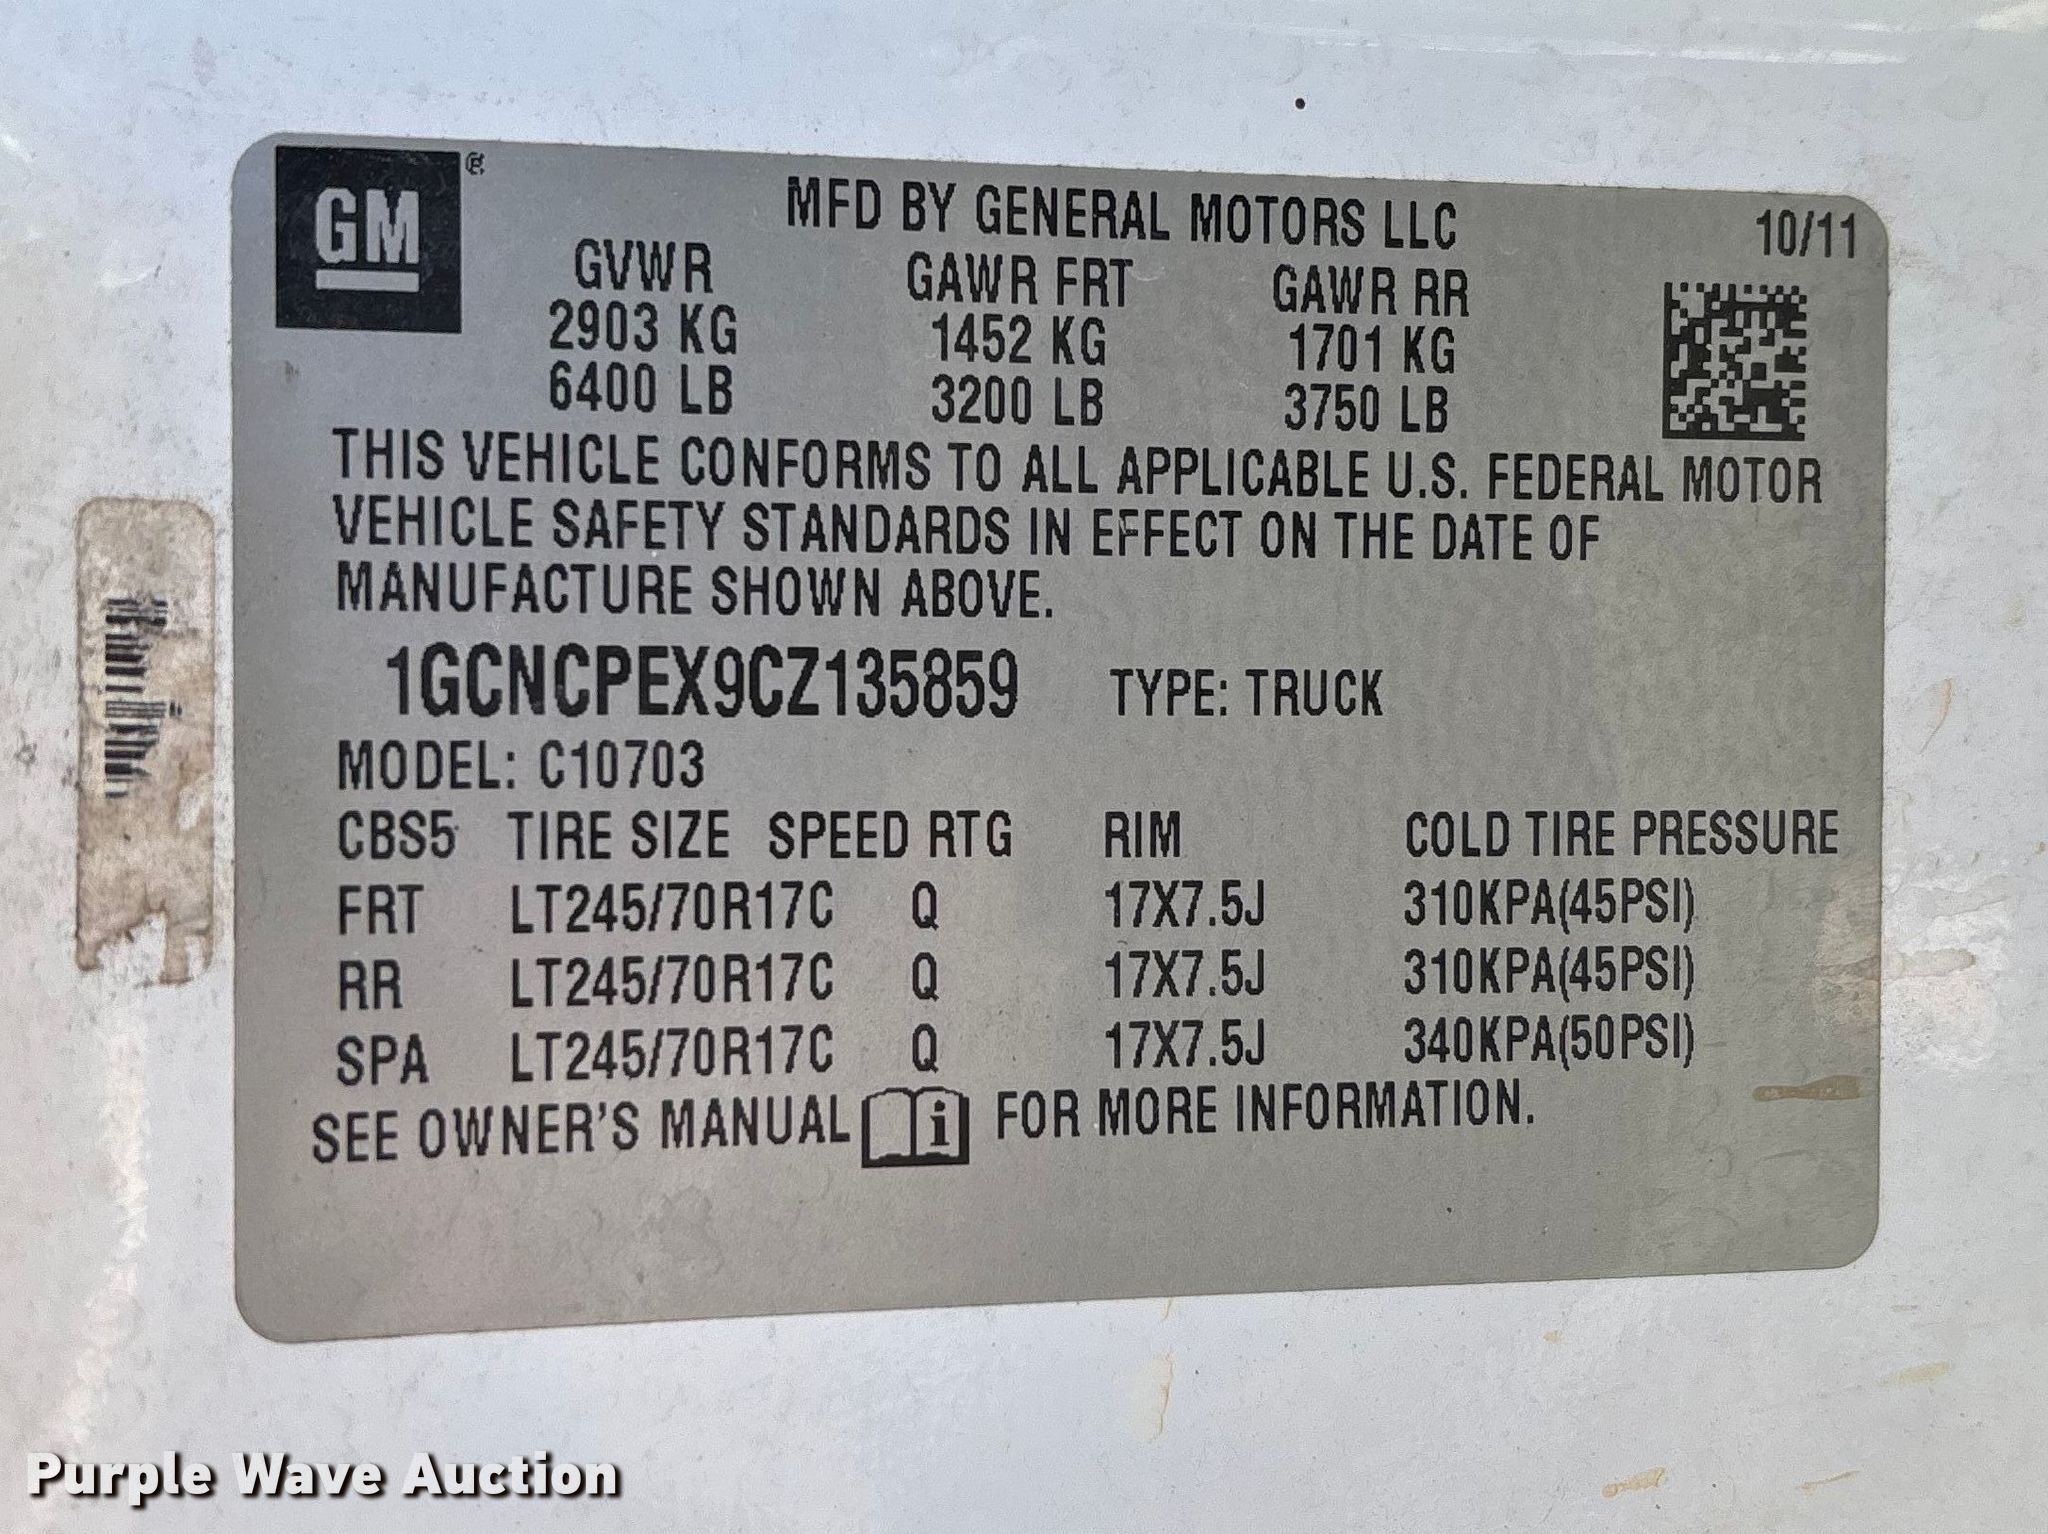 GM ®
MFD BY GENERAL MOTORS LLC 10/11
GVWR GAWR FRT GAWR RR
2903 KG 1452 KG 1701 KG
6400 LB 3200 LB 3750 LB
THIS VEHICLE CONFORMS TO ALL APPLICABLE U.S. FEDERAL MOTOR
VEHICLE SAFETY STANDARDS IN EFFECT ON THE DATE OF
MANUFACTURE SHOWN ABOVE.
1GCNCPEX9CZ135859 TYPE: TRUCK
MODEL: C10703
CBS5 TIRE SIZE SPEED RTG RIM COLD TIRE PRESSURE
FRT LT245/70R17C Q 17X7.5J 310KPA(45PSI)
RR LT245/70R17C Q 17X7.5J 310KPA(45PSI)
SPA LT245/70R17C Q 17X7.5J 340KPA(50PSI)
SEE OWNER'S MANUAL i FOR MORE INFORMATION.
Purple Wave Auction